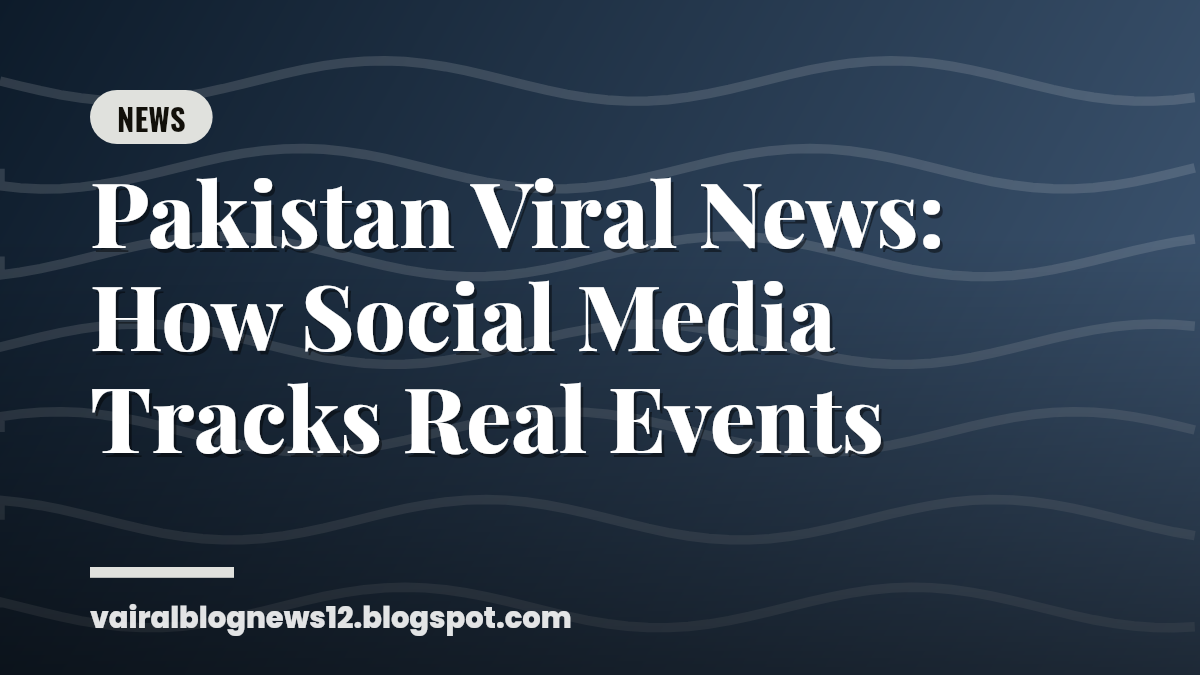 NEWS
Pakistan Viral News:
How Social Media
Tracks Real Events
vairalblognews12.blogspot.com